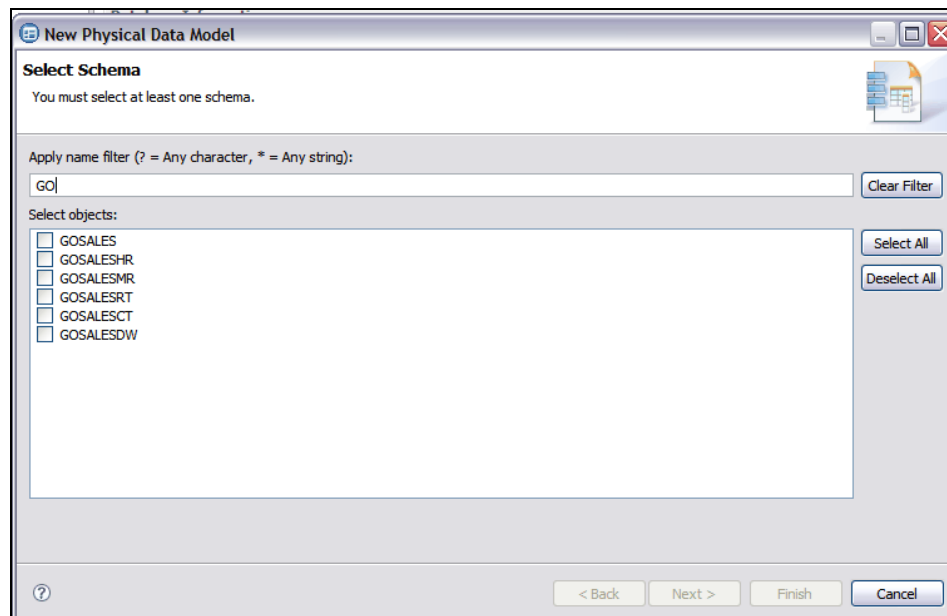 New Physical Data Model
Select Schema
You must select at least one schema.
Apply name filter (? = Any character, * = Any string):
GO
Clear Filter
Select objects:
GOSALES
Select All
GOSALESHR
GOSALESMR
Deselect All
GOSALESRT
GOSALESCT
GOSALESDW
?
< Back
Next >
Finish
Cancel